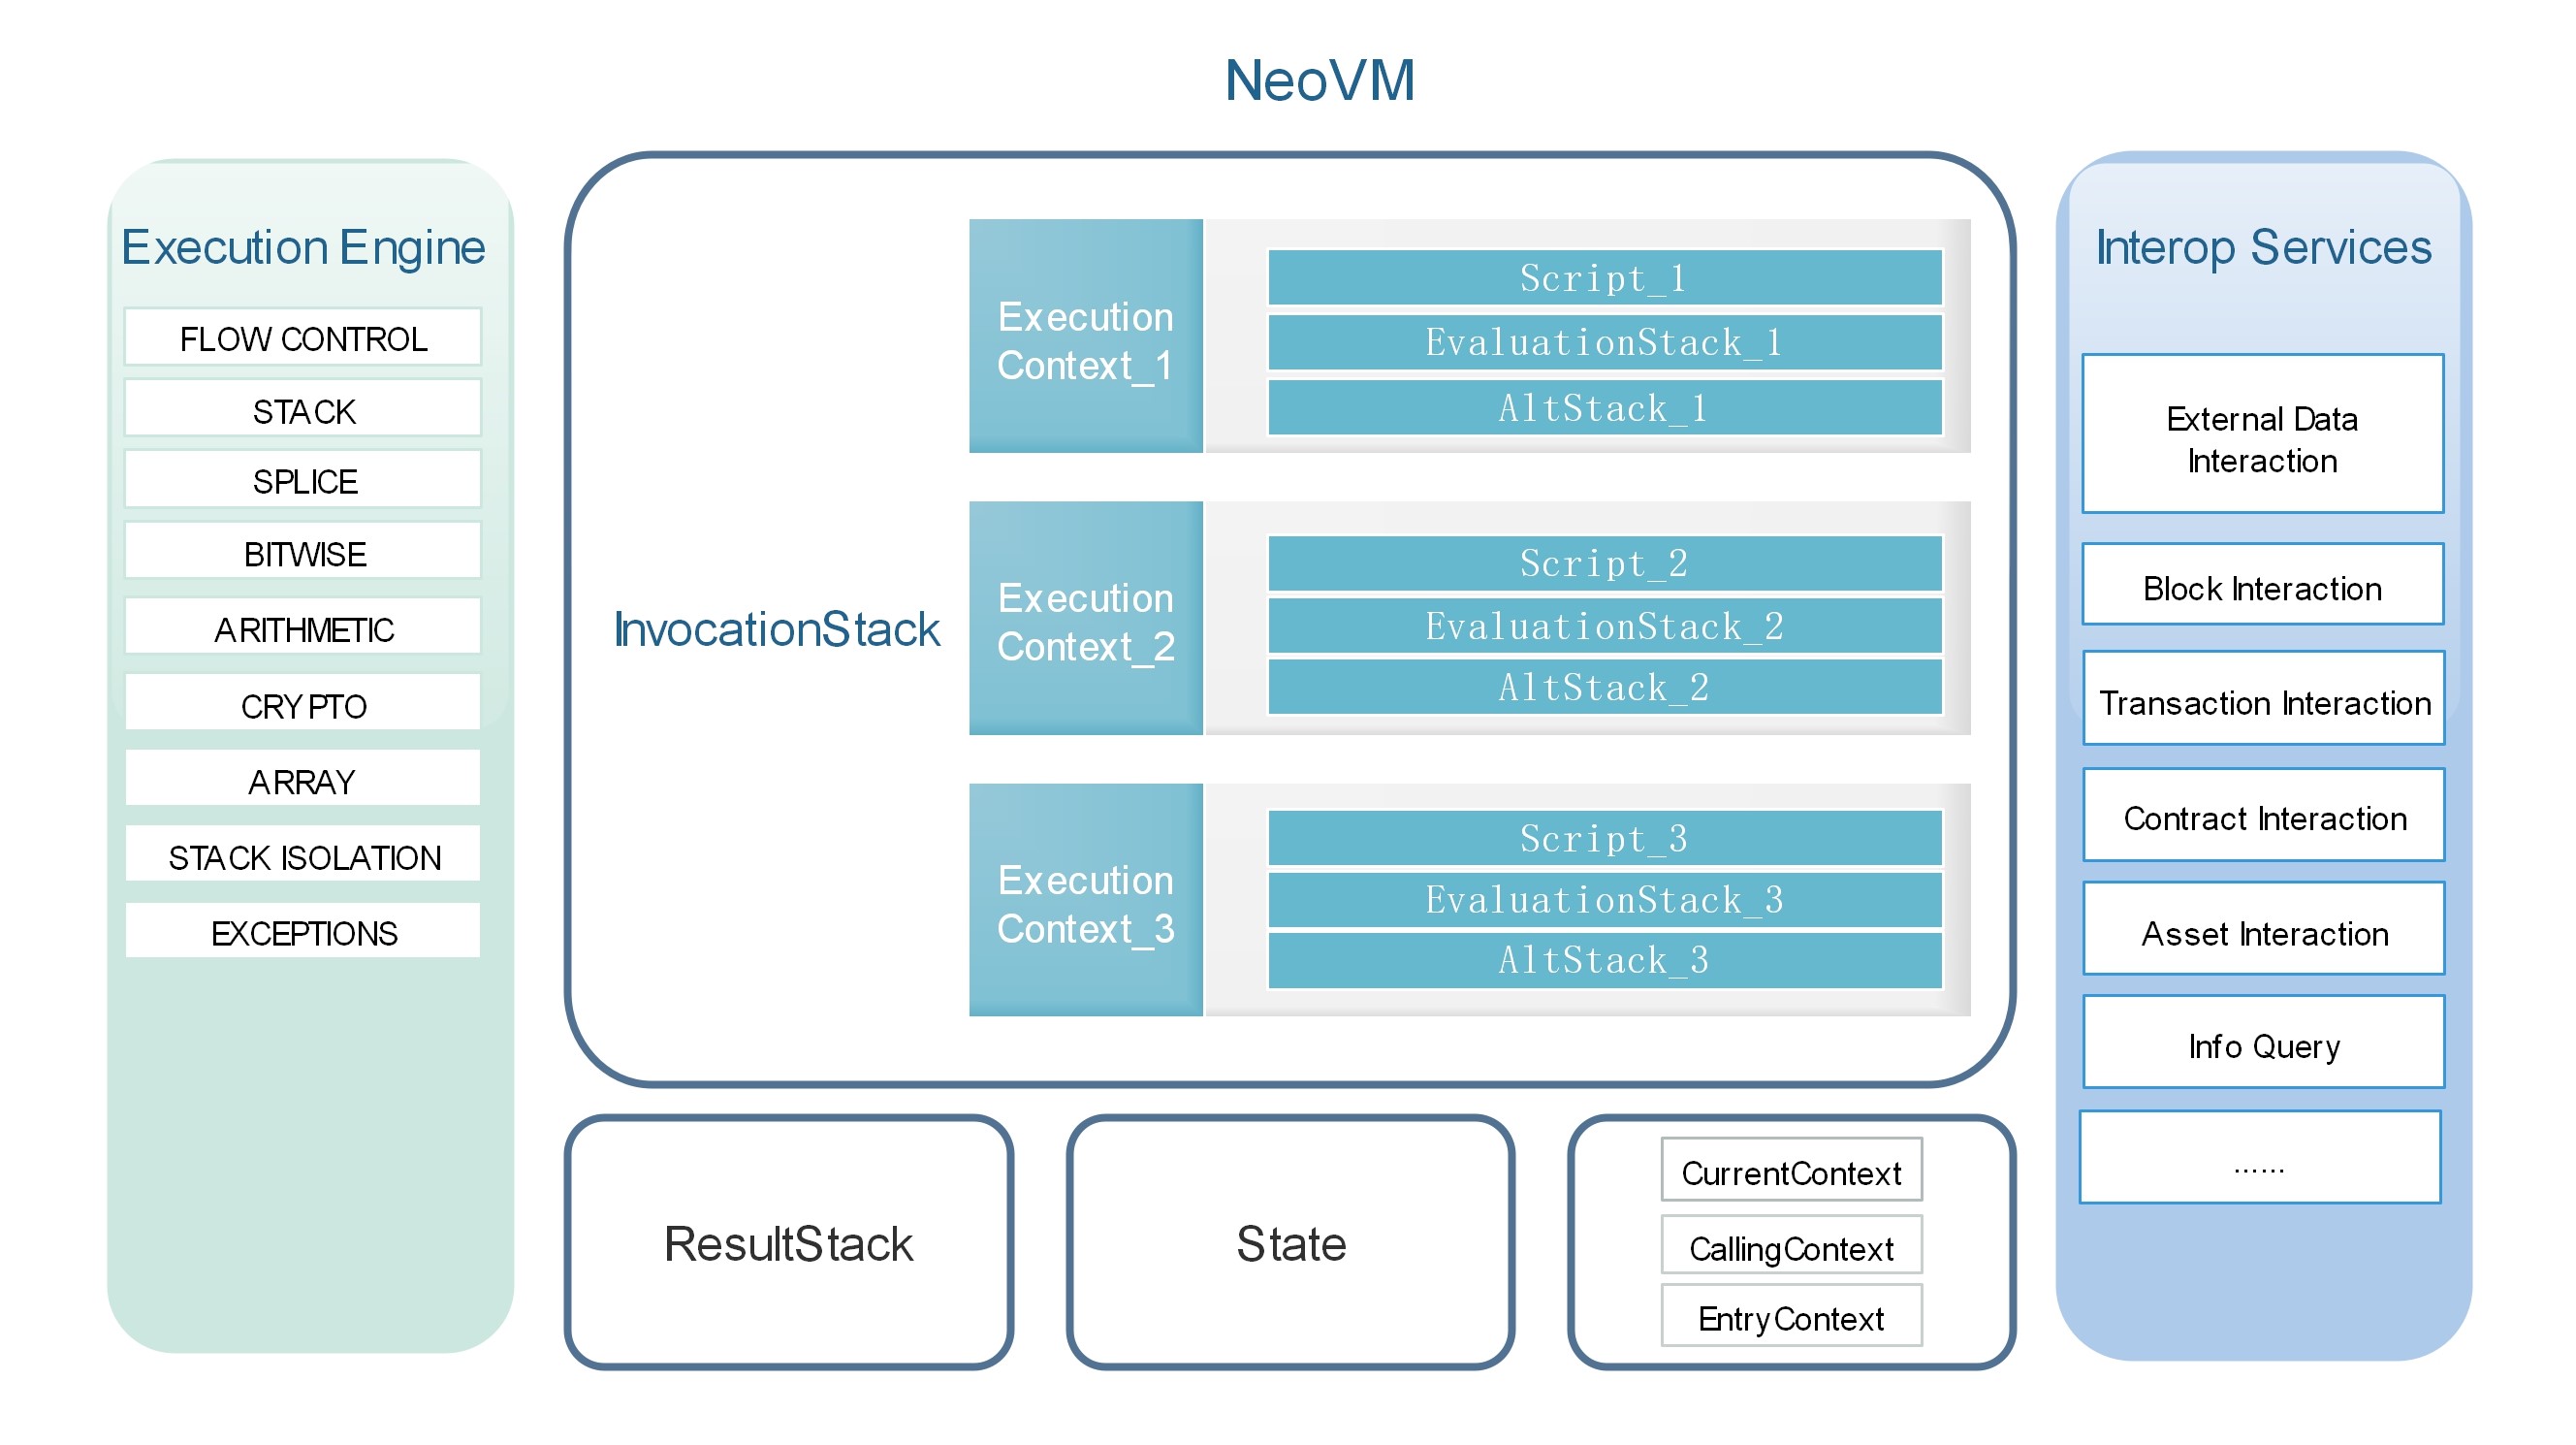 NeoVM
Execution Engine
FLOW CONTROL
STACK
SPLICE
BITWISE
ARITHMETIC
CRYPTO
ARRAY
STACK ISOLATION
EXCEPTIONS
InvocationStack
Execution
Context_1
Script_1
EvaluationStack_1
AltStack_1
Execution
Context_2
Script_2
EvaluationStack_2
AltStack_2
Execution
Context_3
Script_3
EvaluationStack_3
AltStack_3
ResultStack
State
CurrentContext
CallingContext
EntryContext
Interop Services
External Data
Interaction
Block Interaction
Transaction Interaction
Contract Interaction
Asset Interaction
Info Query
......